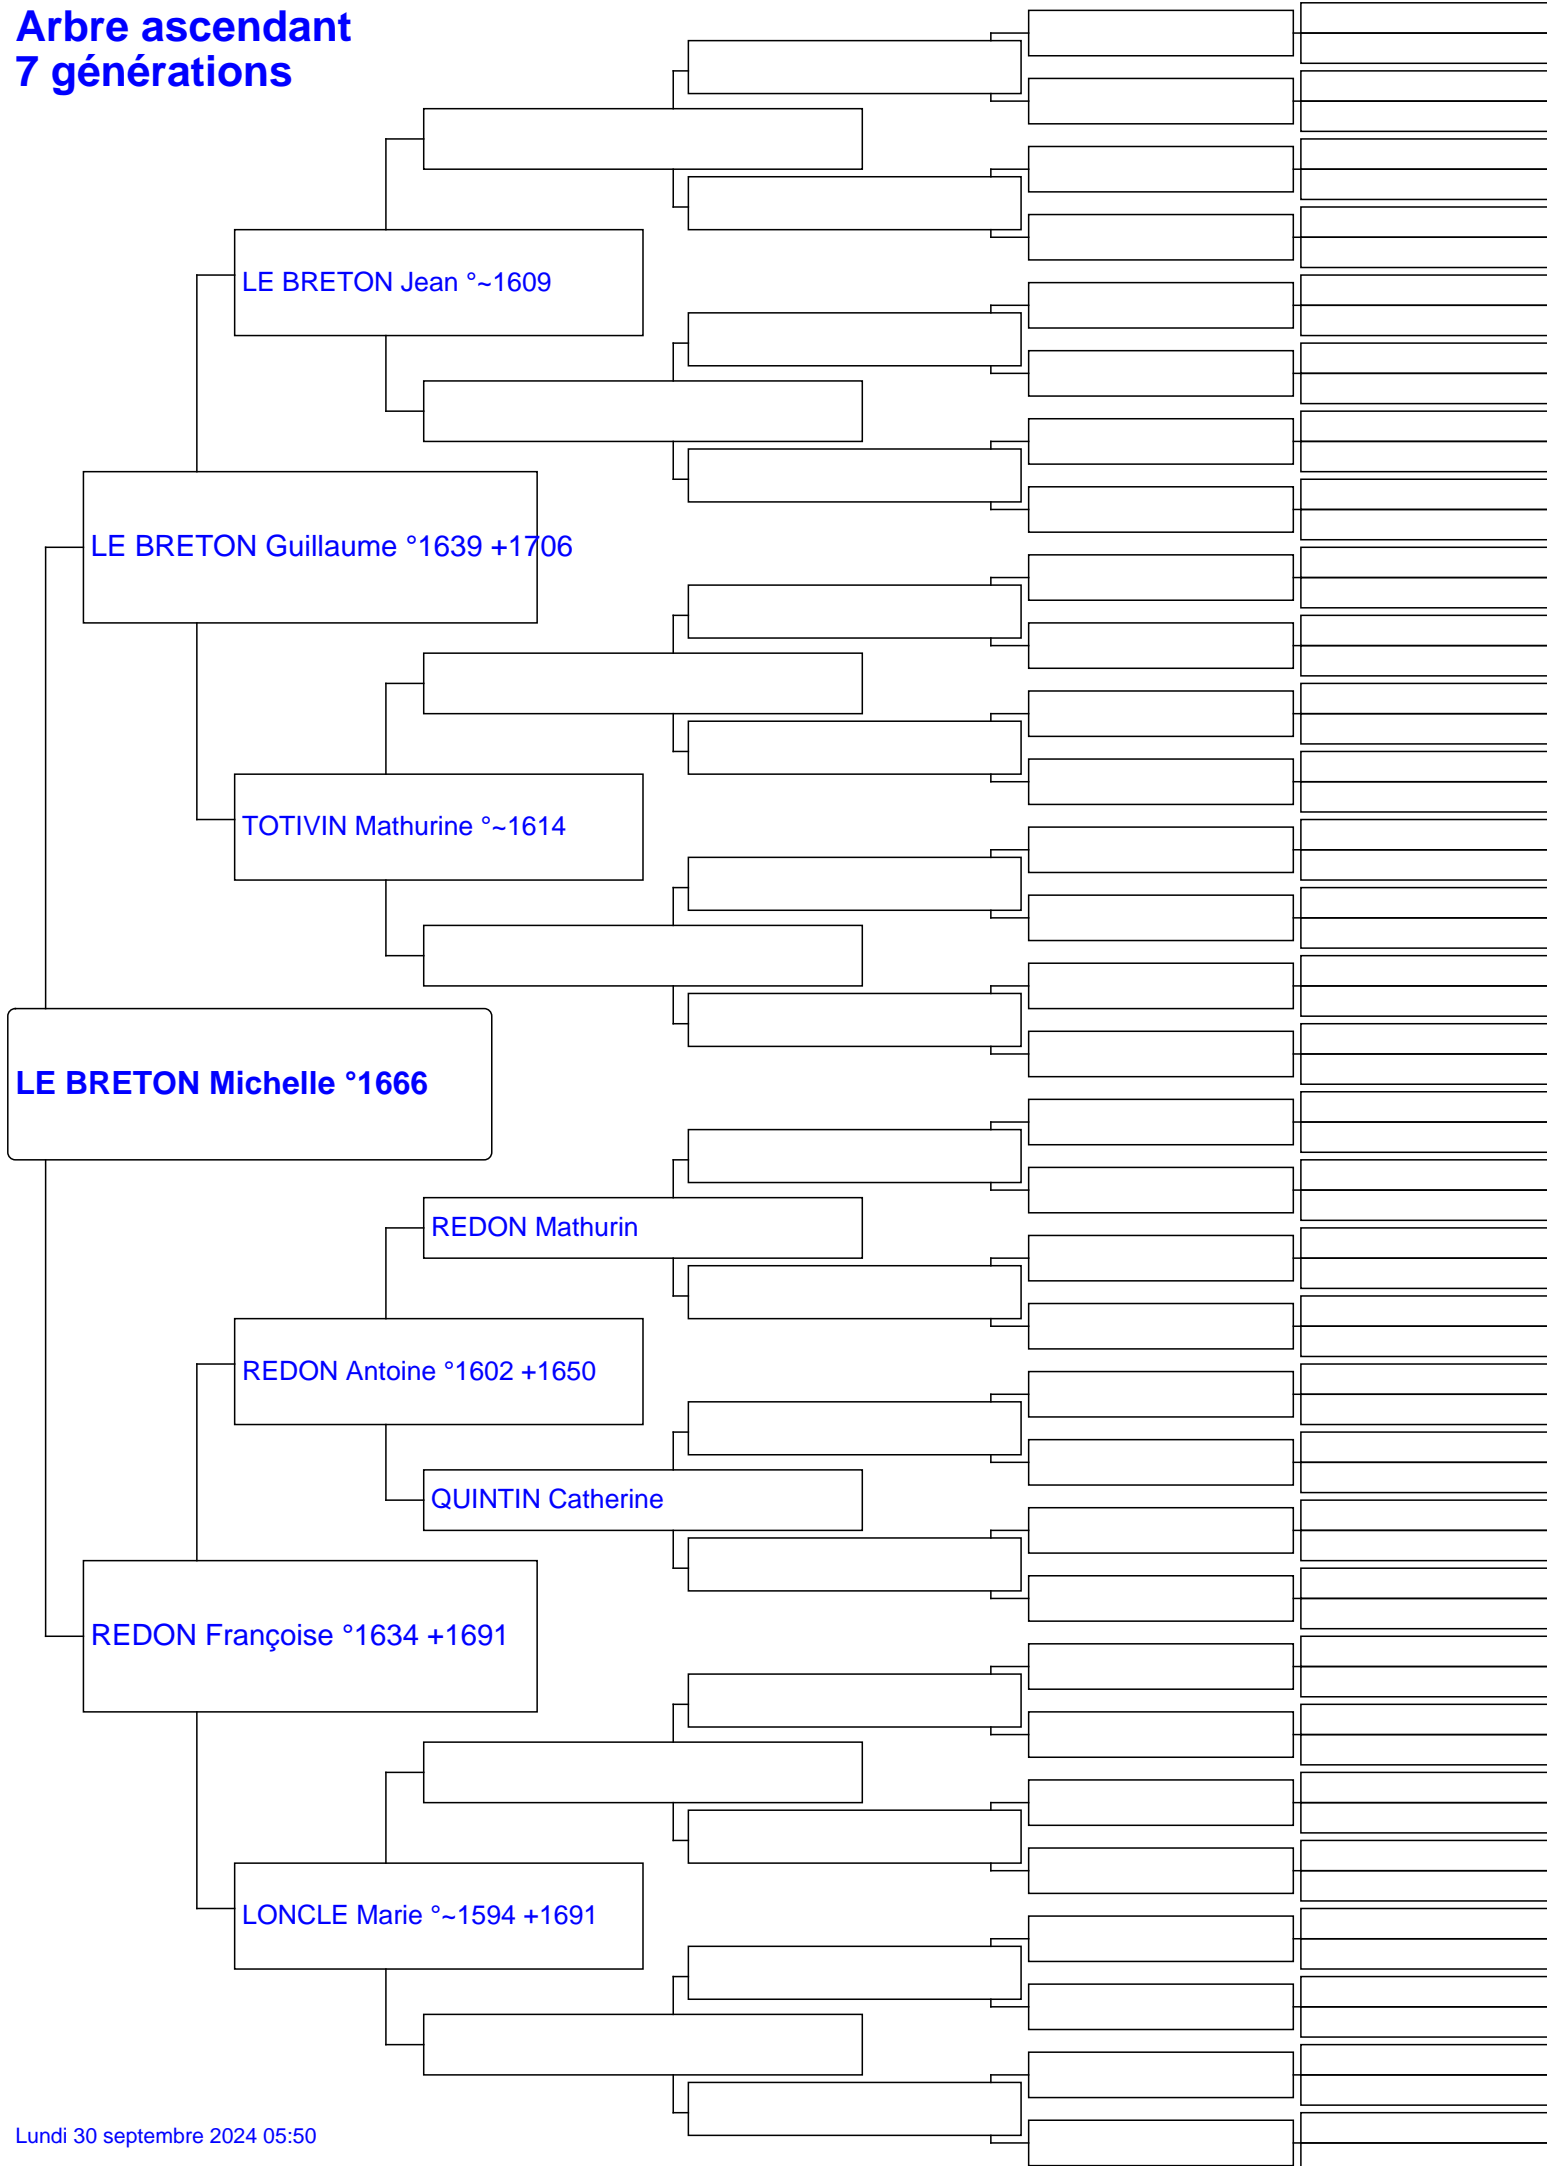 Arbre ascendant
7 générations
LE BRETON Jean °~1609
LE BRETON Guillaume °1639 +1706
TOTIVIN Mathurine °~1614
LE BRETON Michelle °1666
REDON Mathurin
REDON Antoine °1602 +1650
QUINTIN Catherine
REDON Françoise °1634 +1691
LONCLE Marie °~1594 +1691
Lundi 30 septembre 2024 05:50